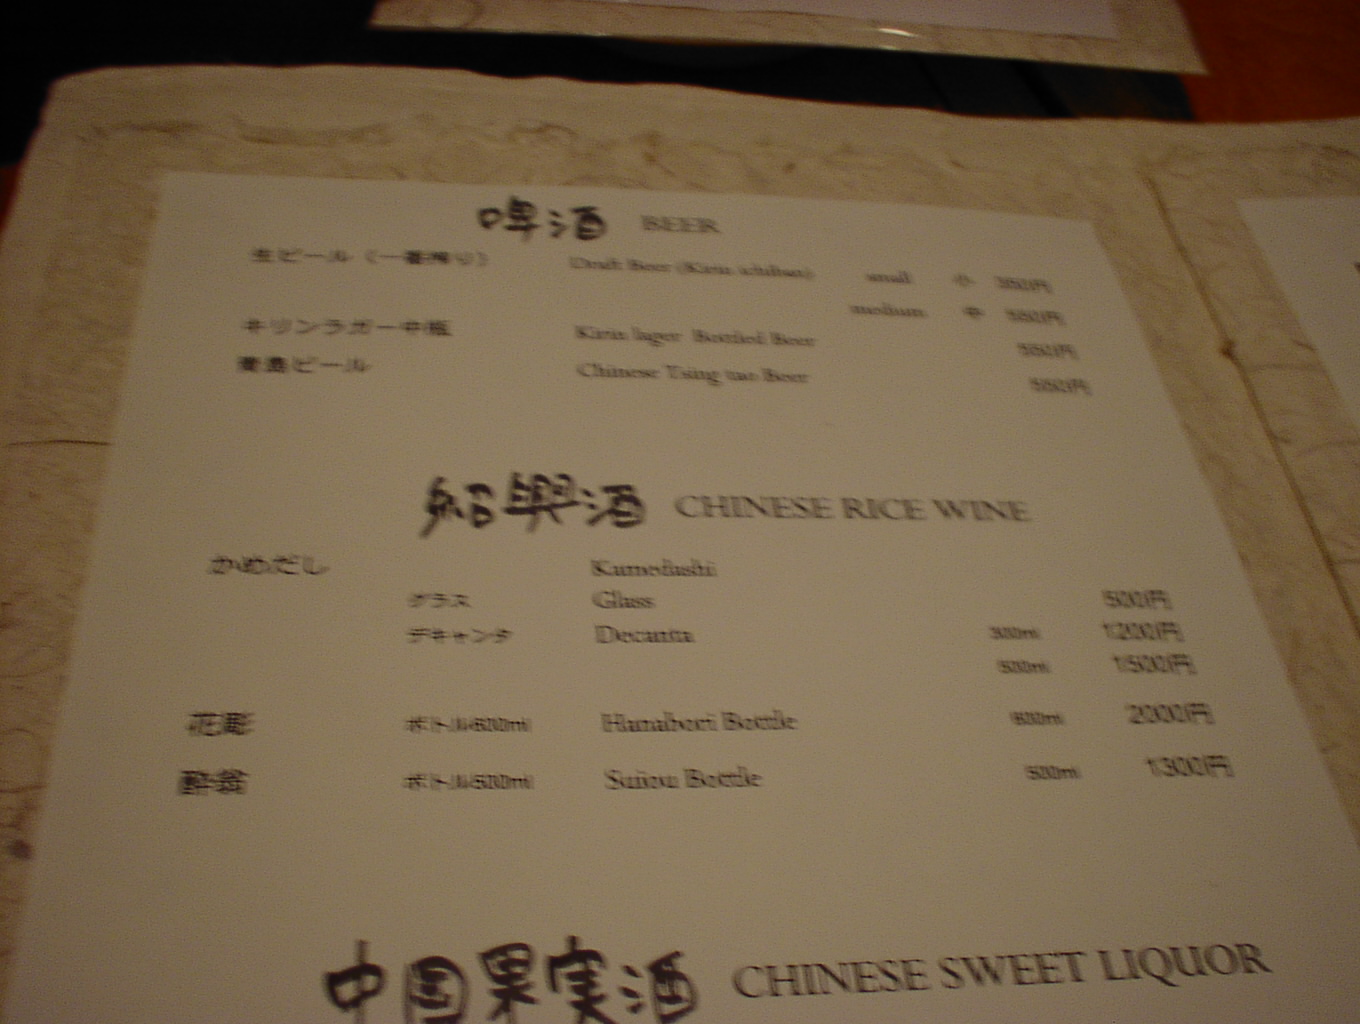 啤酒 BEER
生ビール (一番搾り) Draft Beer (Kirin ichiban) small 小 350円
medium 中 550円
キリンラガー中瓶 Kirin lager Bottled Beer 550円
青島ビール Chinese Tsing tao Beer 550円
紹興酒 CHINESE RICE WINE
かめだし Kamedashi
グラス Glass 500円
デキャンタ Decanta 300ml 1200円
500ml 1500円
花彫 ボトル600ml Hanabori Bottle 600ml 2000円
酔翁 ボトル500ml Suiou Bottle 500ml 1300円
中国果実酒 CHINESE SWEET LIQUOR